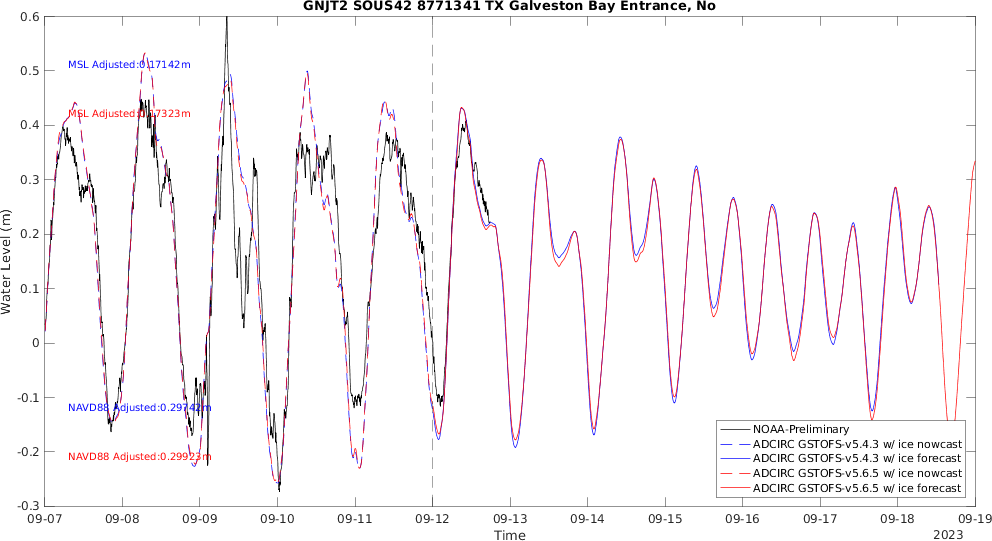 GNJT2 SOUS42 8771341 TX Galveston Bay Entrance, No
0.6
0.5
0.4
0.3
0.2
0.1
0
-0.1
-0.2
-0.3
Water Level (m)
MSL Adjusted:0.17142m
MSL Adjusted:0.17323m
NAVD88 Adjusted:0.29742m
NAVD88 Adjusted:0.29923m
NOAA-Preliminary
ADCIRC GSTOFS-v5.4.3 w/ ice nowcast
ADCIRC GSTOFS-v5.4.3 w/ ice forecast
ADCIRC GSTOFS-v5.6.5 w/ ice nowcast
ADCIRC GSTOFS-v5.6.5 w/ ice forecast
09-07 09-08 09-09 09-10 09-11 09-12 09-13 09-14 09-15 09-16 09-17 09-18 09-19
Time
2023